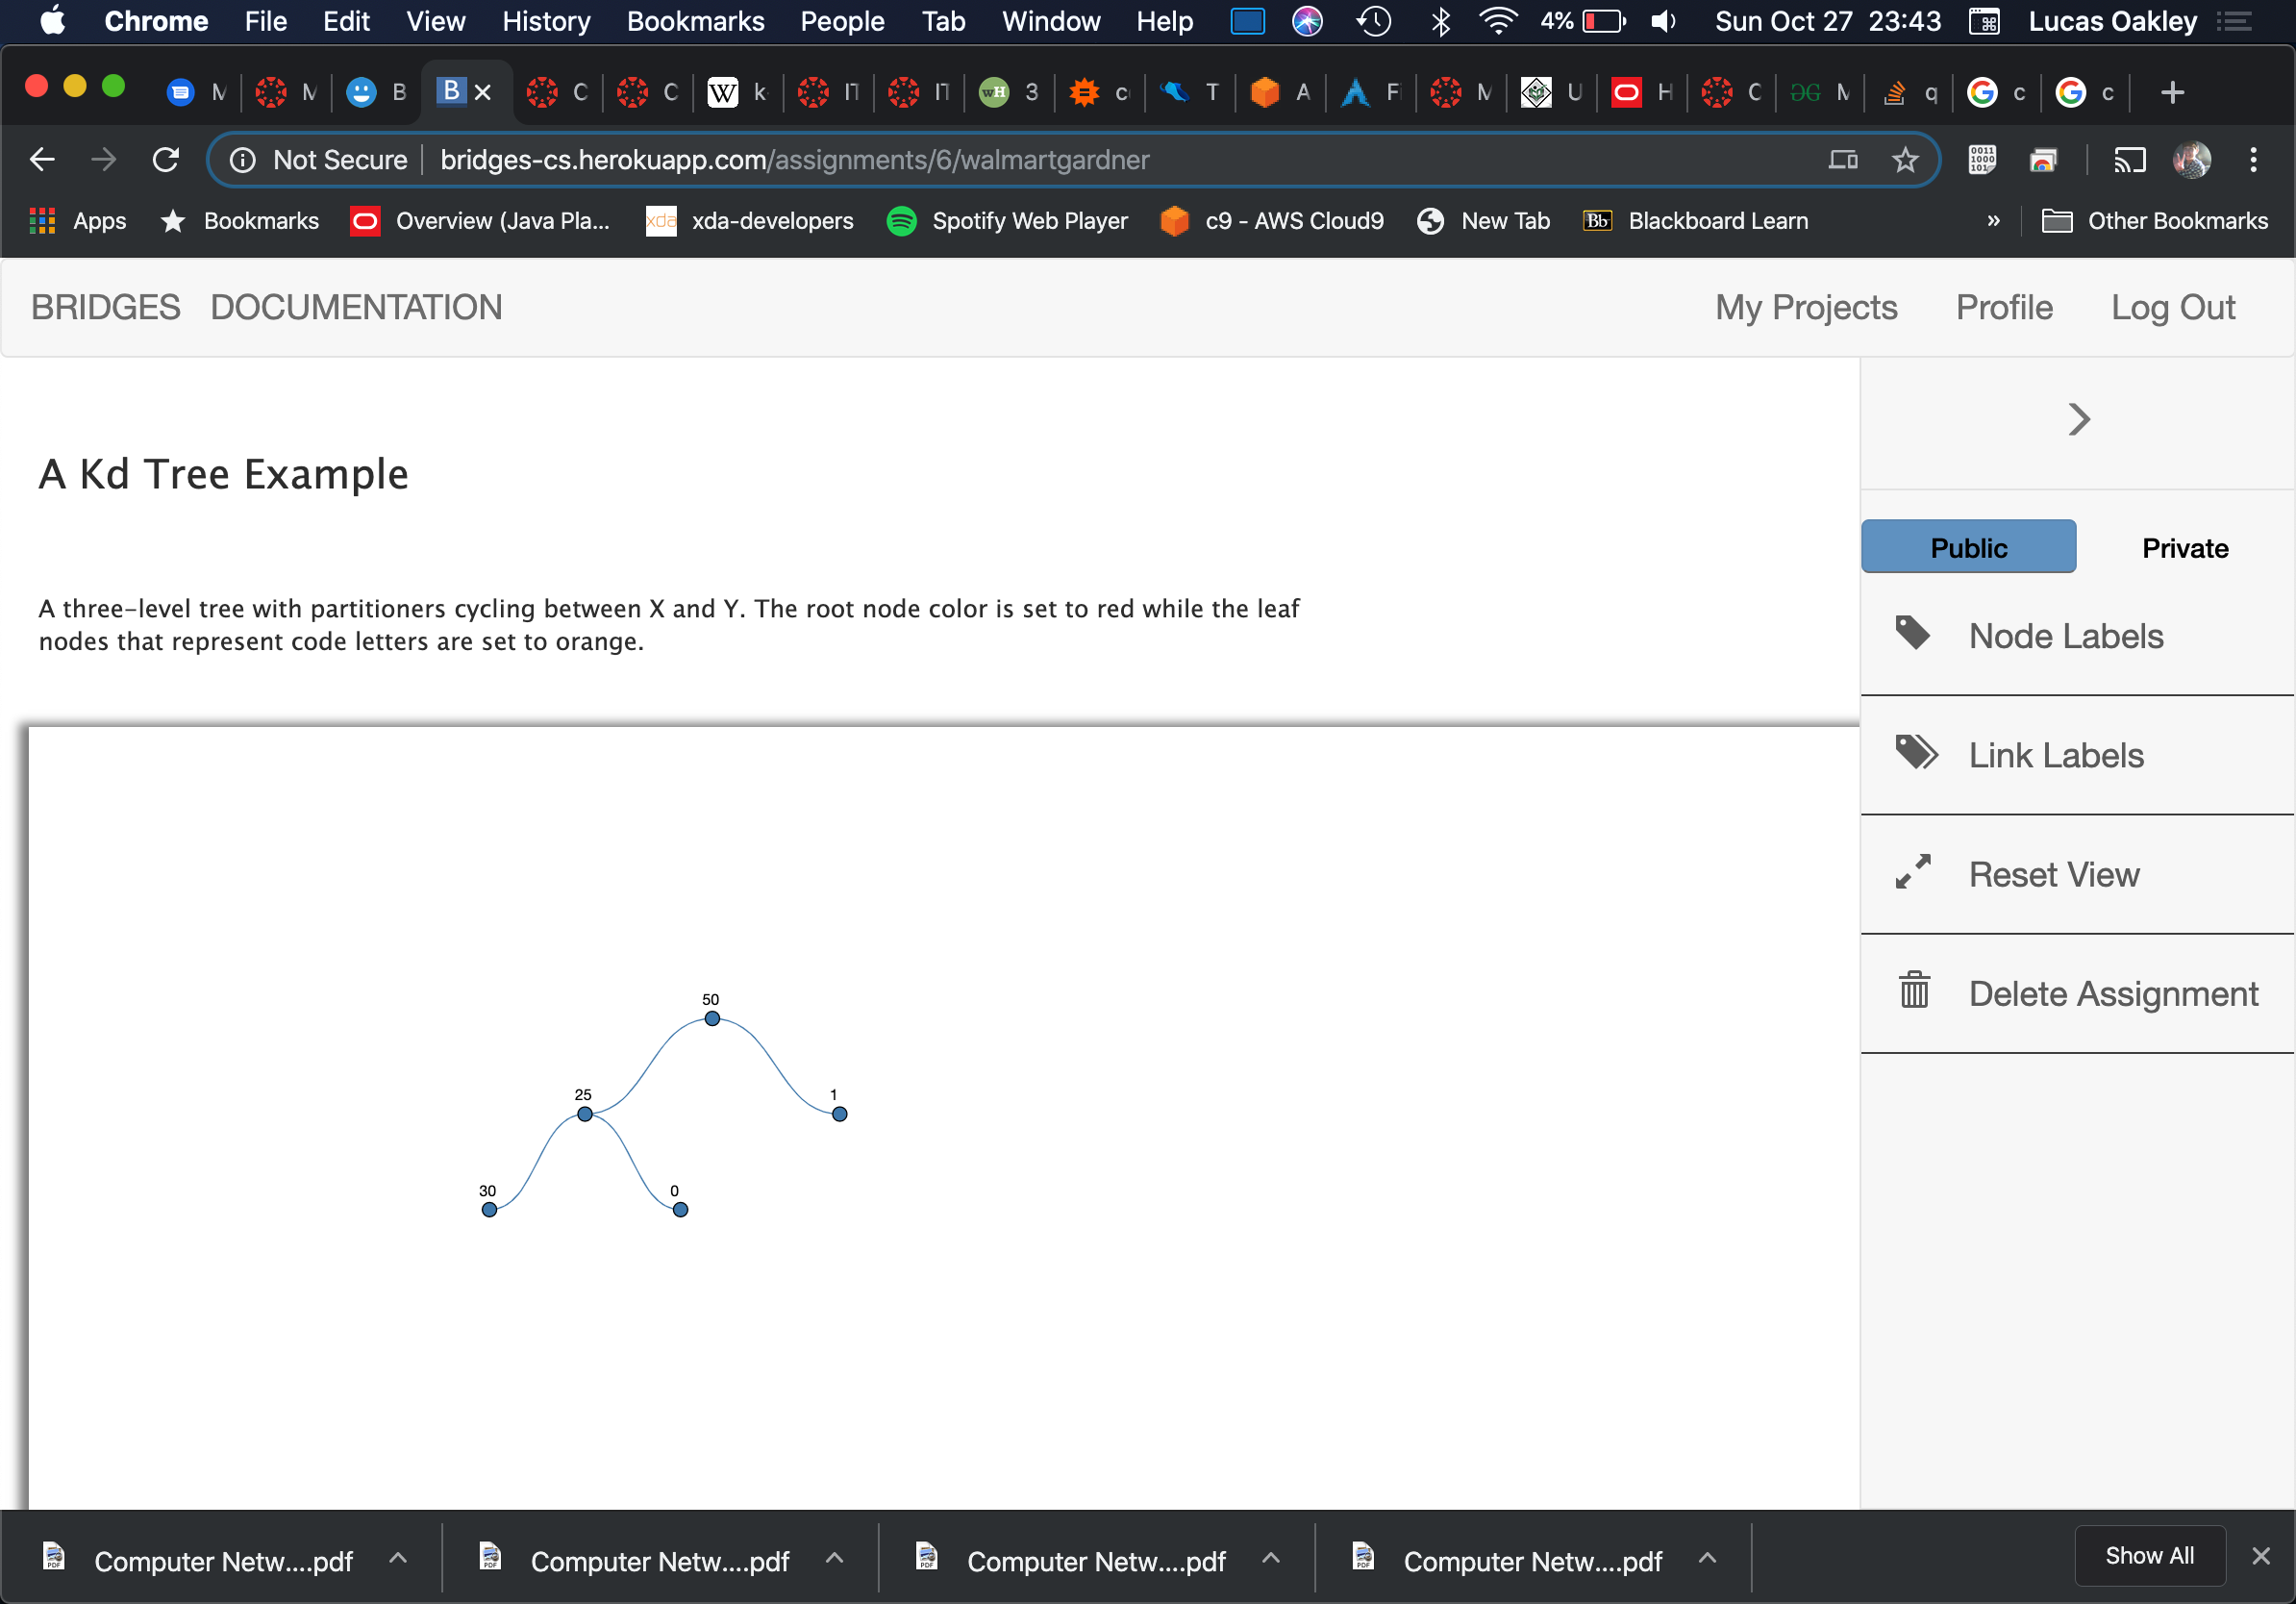 Chrome File Edit View History Bookmarks People Tab Window Help 4% Sun Oct 27 23:43 Lucas Oakley
M M B B C C W k IT IT wH 3 c T A Fi M U H C M q c c
Not Secure bridges-cs.herokuapp.com/assignments/6/walmartgardner
Apps Bookmarks Overview (Java Pla... xda xda-developers Spotify Web Player c9 - AWS Cloud9 New Tab Bb Blackboard Learn » Other Bookmarks
BRIDGES DOCUMENTATION My Projects Profile Log Out
A Kd Tree Example
A three-level tree with partitioners cycling between X and Y. The root node color is set to red while the leaf
nodes that represent code letters are set to orange.
Public Private
Node Labels
Link Labels
Reset View
Delete Assignment
50
25 1
30 0
Computer Netw....pdf Computer Netw....pdf Computer Netw....pdf Computer Netw....pdf Show All